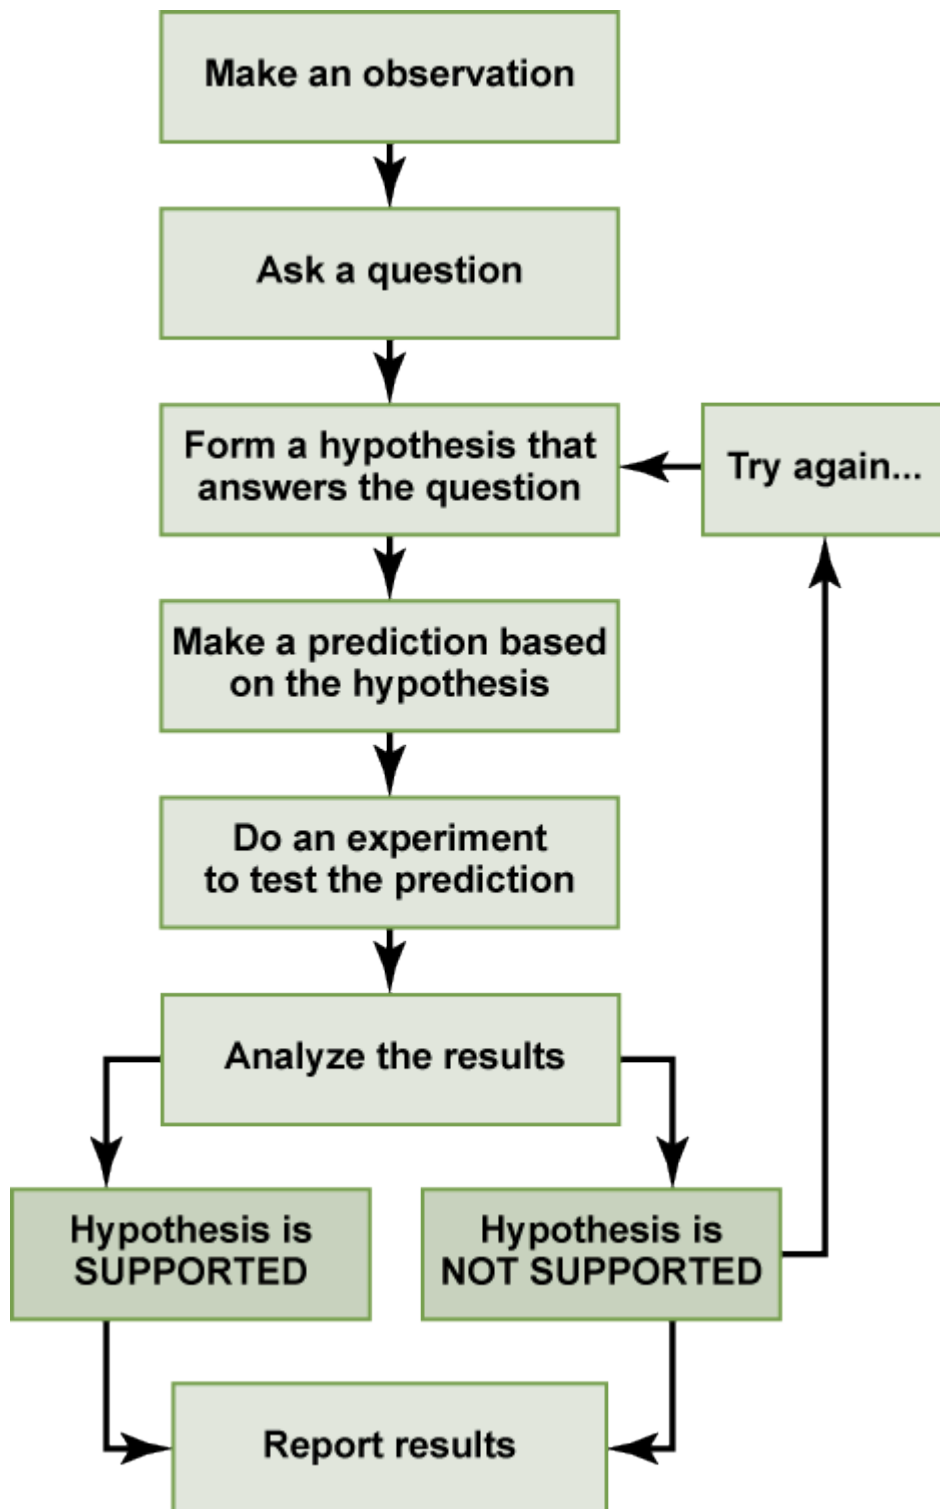 Make an observation
Ask a question
Form a hypothesis that
answers the question
Try again...
Make a prediction based
on the hypothesis
Do an experiment
to test the prediction
Analyze the results
Hypothesis is
SUPPORTED
Hypothesis is
NOT SUPPORTED
Report results